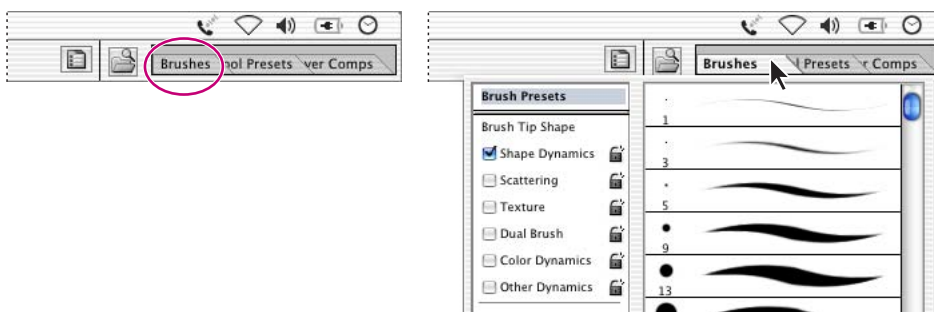 Brushes ool Presets ver Comps
Brushes l Presets r Comps
Brush Presets
Brush Tip Shape
Shape Dynamics
Scattering
Texture
Dual Brush
Color Dynamics
Other Dynamics
1
3
5
9
13